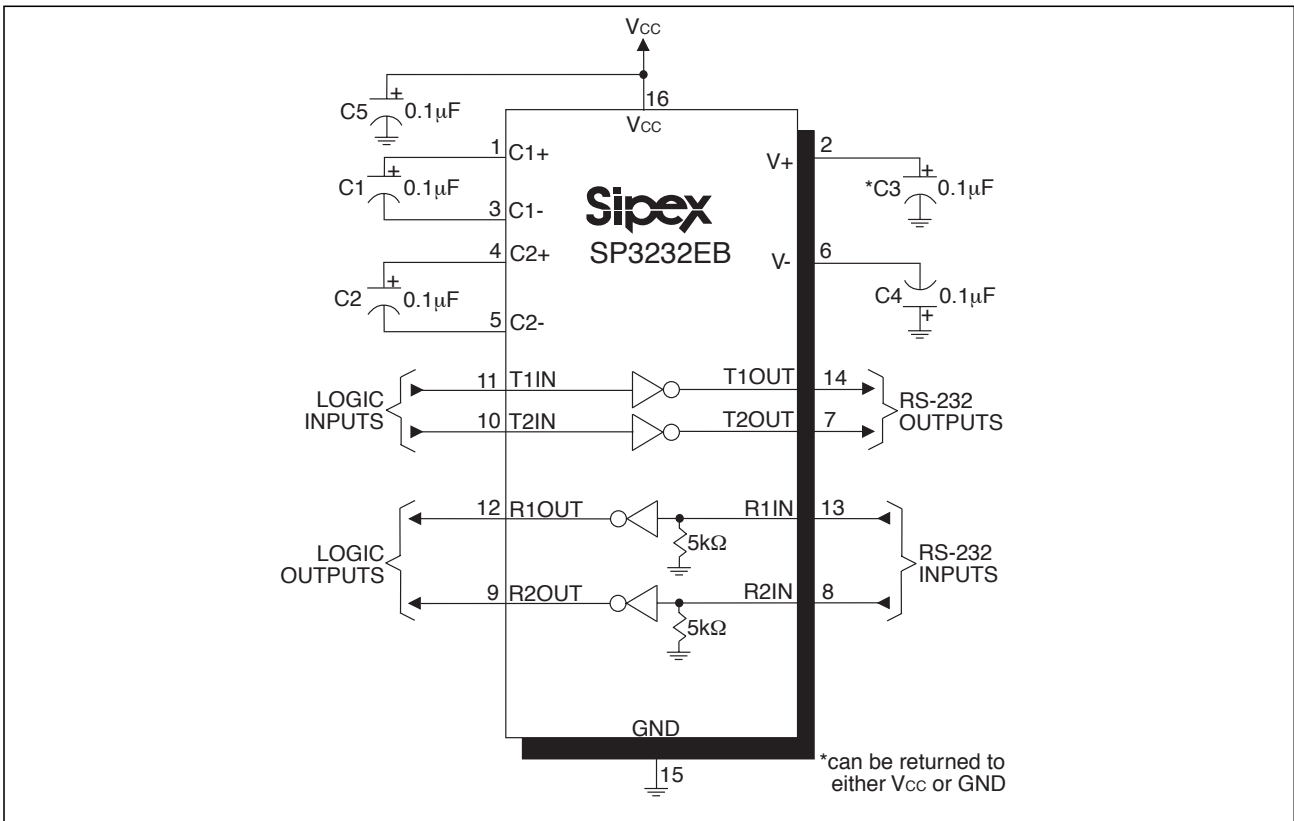 VCC
16
VCC
C5
+
0.1µF
1
C1+
C1
+
0.1µF
3
C1-
4
C2+
C2
+
0.1µF
5
C2-
Sipex
SP3232EB
V+
2
*C3
+
0.1µF
V-
6
C4
0.1µF
+
LOGIC
INPUTS
11
T1IN
T1OUT
14
10
T2IN
T2OUT
7
RS-232
OUTPUTS
LOGIC
OUTPUTS
12
R1OUT
R1IN
13
5kΩ
9
R2OUT
R2IN
8
5kΩ
RS-232
INPUTS
GND
15
*can be returned to
either VCC or GND